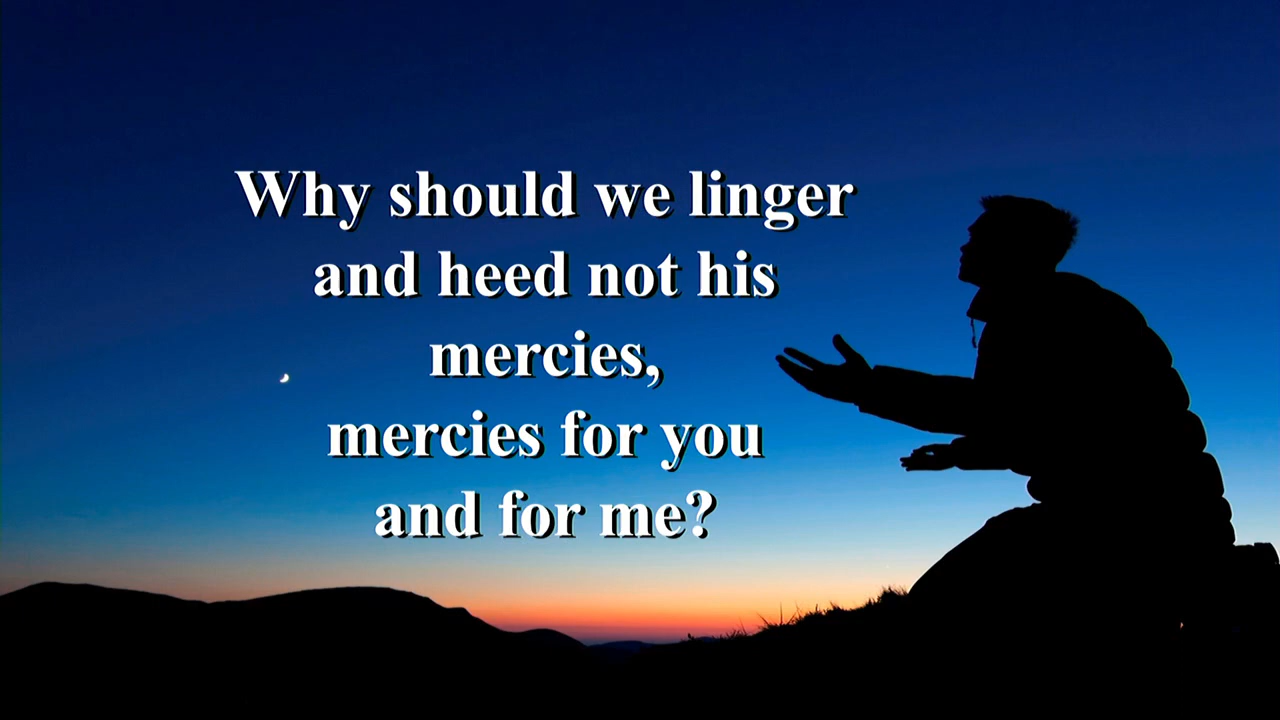 Why should we linger
and heed not his
mercies,
mercies for you
and for me?